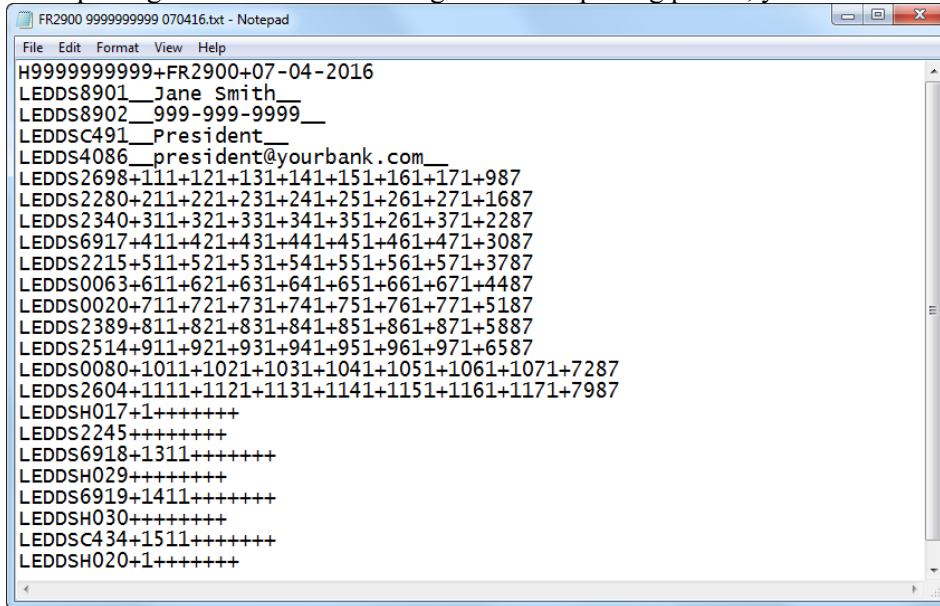 FR2900 9999999999 070416.txt - Notepad
File Edit Format View Help
H9999999999+FR2900+07-04-2016
LEDDS8901__Jane Smith__
LEDDS8902__999-999-9999__
LEDDSC491__President__
LEDDS4086__president@yourbank.com__
LEDDS2698+111+121+131+141+151+161+171+987
LEDDS2280+211+221+231+241+251+261+271+1687
LEDDS2340+311+321+331+341+351+261+371+2287
LEDDS6917+411+421+431+441+451+461+471+3087
LEDDS2215+511+521+531+541+551+561+571+3787
LEDDS0063+611+621+631+641+651+661+671+4487
LEDDS0020+711+721+731+741+751+761+771+5187
LEDDS2389+811+821+831+841+851+861+871+5887
LEDDS2514+911+921+931+941+951+961+971+6587
LEDDS0080+1011+1021+1031+1041+1051+1061+1071+7287
LEDDS2604+1111+1121+1131+1141+1151+1161+1171+7987
LEDDSH017+1+++++++
LEDDS2245++++++++
LEDDS6918+1311+++++++
LEDDSH029++++++++
LEDDS6919+1411+++++++
LEDDSH030++++++++
LEDDSC434+1511+++++++
LEDDSH020+1+++++++